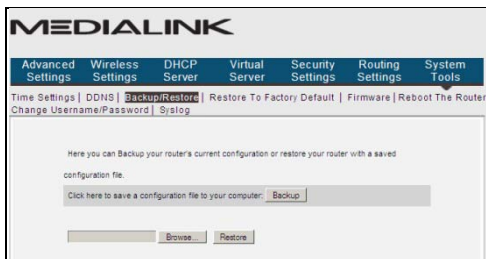 MEDIALINK
Advanced Settings Wireless Settings DHCP Server Virtual Server Security Settings Routing Settings System Tools
Time Settings | DDNS | Backup/Restore | Restore To Factory Default | Firmware | Reboot The Router
Change Username/Password | Syslog
Here you can Backup your router's current configuration or restore your router with a saved
configuration file.
Click here to save a configuration file to your computer: Backup
Browse... Restore